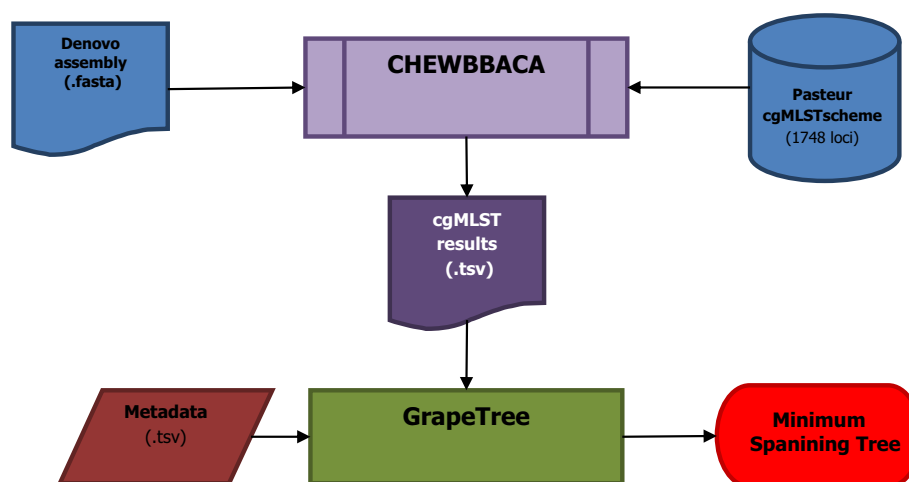 Denovo
assembly
(.fasta)
CHEWBBACA
Pasteur
cgMLSTscheme
(1748 loci)
cgMLST
results
(.tsv)
Metadata
(.tsv)
GrapeTree
Minimum
Spanining Tree